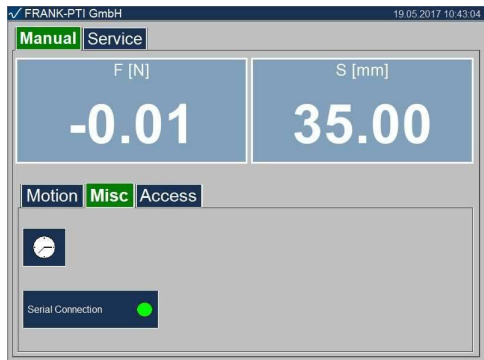 FRANK-PTI GmbH 19.05.2017 10:43:04
Manual Service
F [N] S [mm]
-0.01 35.00
Motion Misc Access
Serial Connection